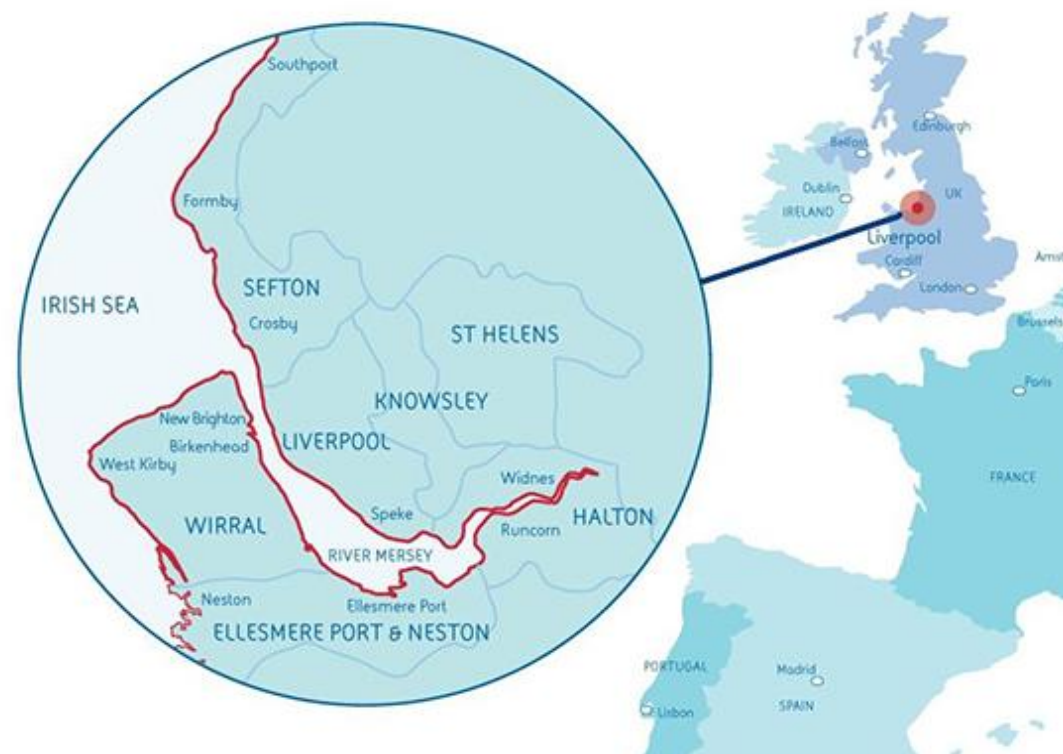 Southport
Formby
IRISH SEA
SEFTON
Crosby
ST HELENS
KNOWSLEY
New Brighton
Birkenhead
LIVERPOOL
West Kirby
Widnes
Speke
HALTON
WIRRAL
Runcorn
RIVER MERSEY
Neston
Ellesmere Port
ELLESMERE PORT & NESTON
Edinburgh
Belfast
Dublin
IRELAND
UK
Liverpool
Cardiff
London
Amst
Brussels
Paris
FRANCE
PORTUGAL
Madrid
Lisbon
SPAIN